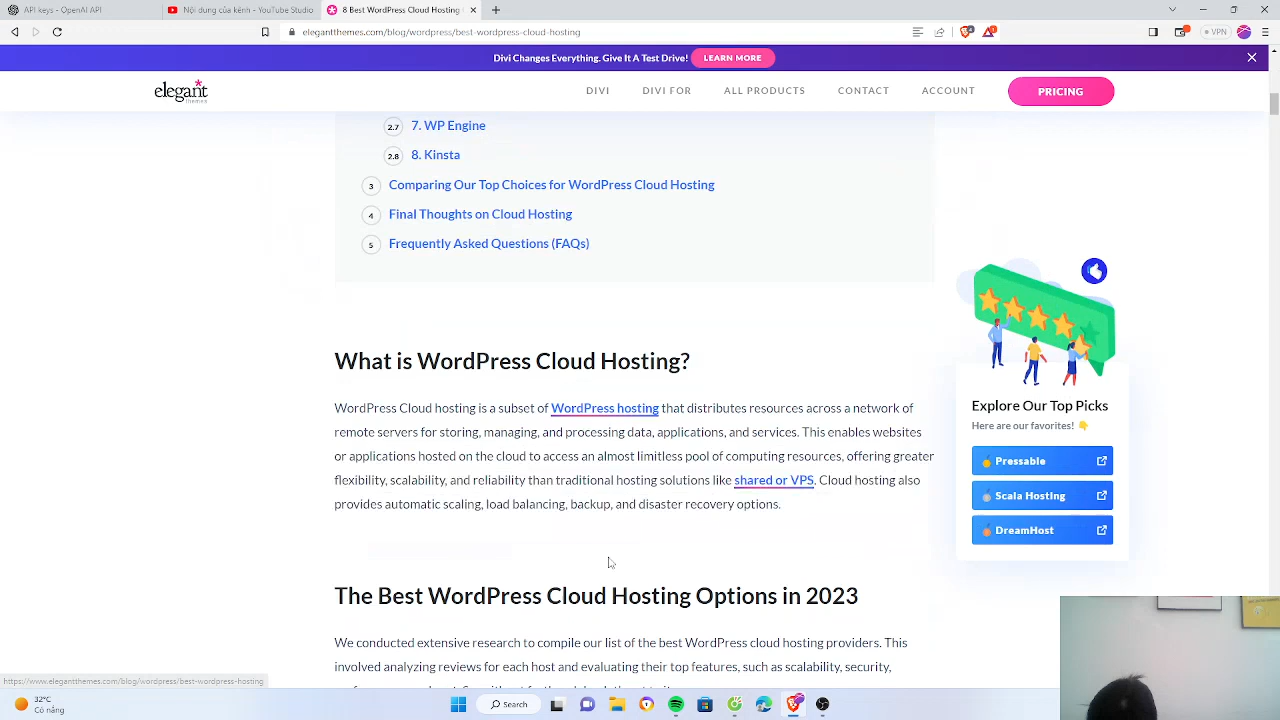 API keys - OpenAI API
Nội dung của kênh - YouTube Studio
8 Best WordPress Cloud Hosting
elegantthemes.com/blog/wordpress/best-wordpress-cloud-hosting
VPN
Divi Changes Everything. Give It A Test Drive! LEARN MORE
elegant themes
DIVI
DIVI FOR
ALL PRODUCTS
CONTACT
ACCOUNT
PRICING
2.7 7. WP Engine
2.8 8. Kinsta
3 Comparing Our Top Choices for WordPress Cloud Hosting
4 Final Thoughts on Cloud Hosting
5 Frequently Asked Questions (FAQs)
What is WordPress Cloud Hosting?
WordPress Cloud hosting is a subset of WordPress hosting that distributes resources across a network of
remote servers for storing, managing, and processing data, applications, and services. This enables websites
or applications hosted on the cloud to access an almost limitless pool of computing resources, offering greater
flexibility, scalability, and reliability than traditional hosting solutions like shared or VPS. Cloud hosting also
provides automatic scaling, load balancing, backup, and disaster recovery options.
Explore Our Top Picks
Here are our favorites! 👇
Pressable
Scala Hosting
DreamHost
The Best WordPress Cloud Hosting Options in 2023
We conducted extensive research to compile our list of the best WordPress cloud hosting providers. This
involved analyzing reviews for each host and evaluating their top features, such as scalability, security,
https://www.elegantthemes.com/blog/wordpress/best-wordpress-hosting
32°C
Có nắng
Search